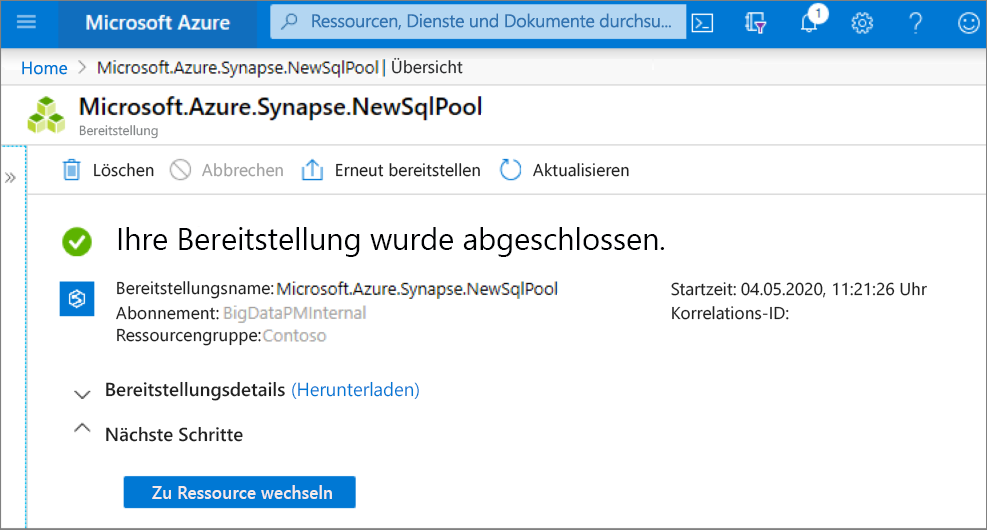 Microsoft Azure
Ressourcen, Dienste und Dokumente durchsu...
1
Home > Microsoft.Azure.Synapse.NewSqlPool | Übersicht
Microsoft.Azure.Synapse.NewSqlPool
Bereitstellung
Löschen Abbrechen Erneut bereitstellen Aktualisieren
Ihre Bereitstellung wurde abgeschlossen.
Bereitstellungsname: Microsoft.Azure.Synapse.NewSqlPool
Abonnement: BigDataPMInternal
Ressourcengruppe: Contoso
Startzeit: 04.05.2020, 11:21:26 Uhr
Korrelations-ID:
Bereitstellungsdetails (Herunterladen)
Nächste Schritte
Zu Ressource wechseln